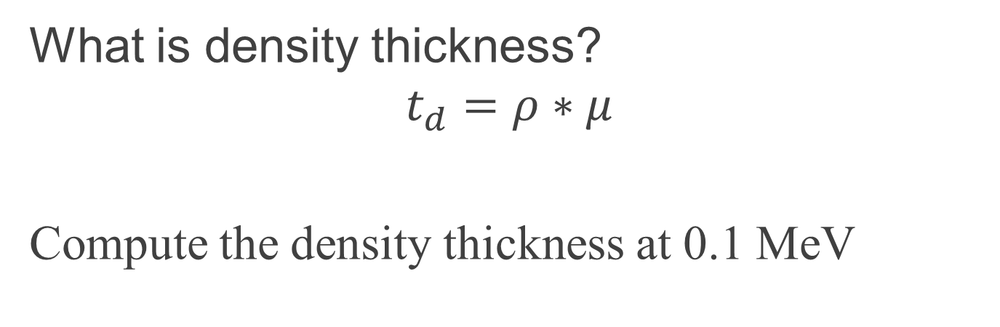 What is density thickness?
t_d = ρ * μ
Compute the density thickness at 0.1 MeV